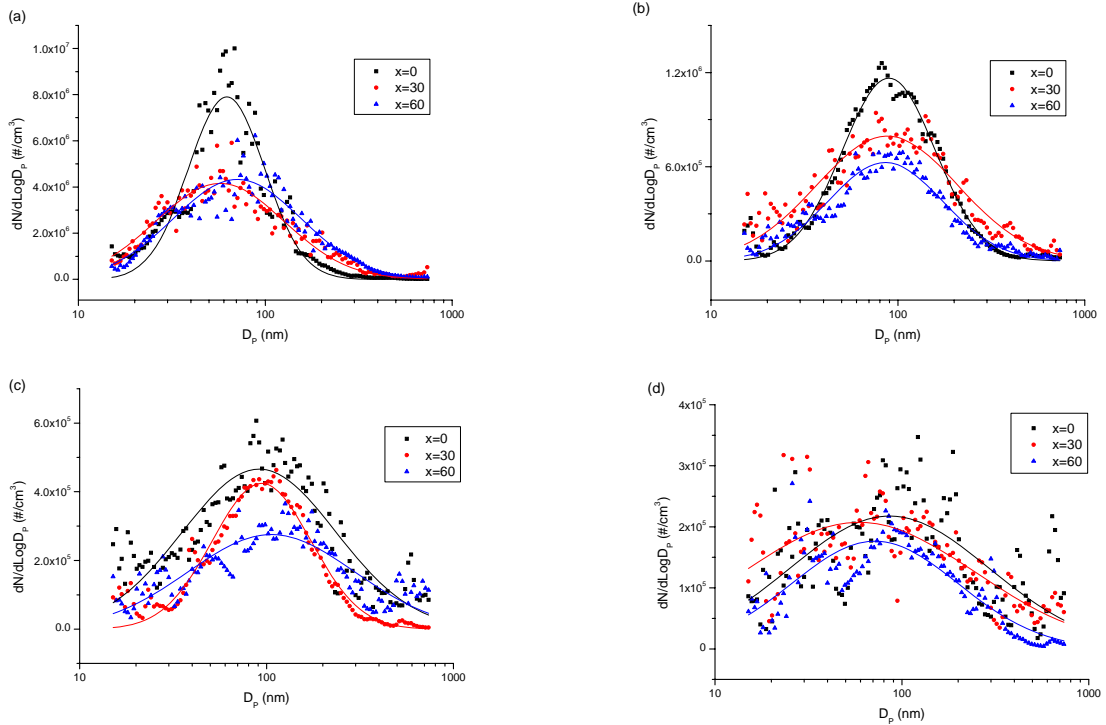 (a)
1.0x10⁷
8.0x10⁶
6.0x10⁶
4.0x10⁶
2.0x10⁶
0.0
10
100
1000
dN/dLogD_P (#/cm³)
D_P (nm)
x=0
x=30
x=60
(b)
1.2x10⁶
6.0x10⁵
0.0
10
100
1000
dN/dLogD_P (#/cm³)
D_P (nm)
x=0
x=30
x=60
(c)
6.0x10⁵
4.0x10⁵
2.0x10⁵
0.0
10
100
1000
dN/dLogD_P (#/cm³)
D_P (nm)
x=0
x=30
x=60
(d)
4x10⁵
3x10⁵
2x10⁵
1x10⁵
0
10
100
1000
dN/dLogD_P (#/cm³)
D_P (nm)
x=0
x=30
x=60